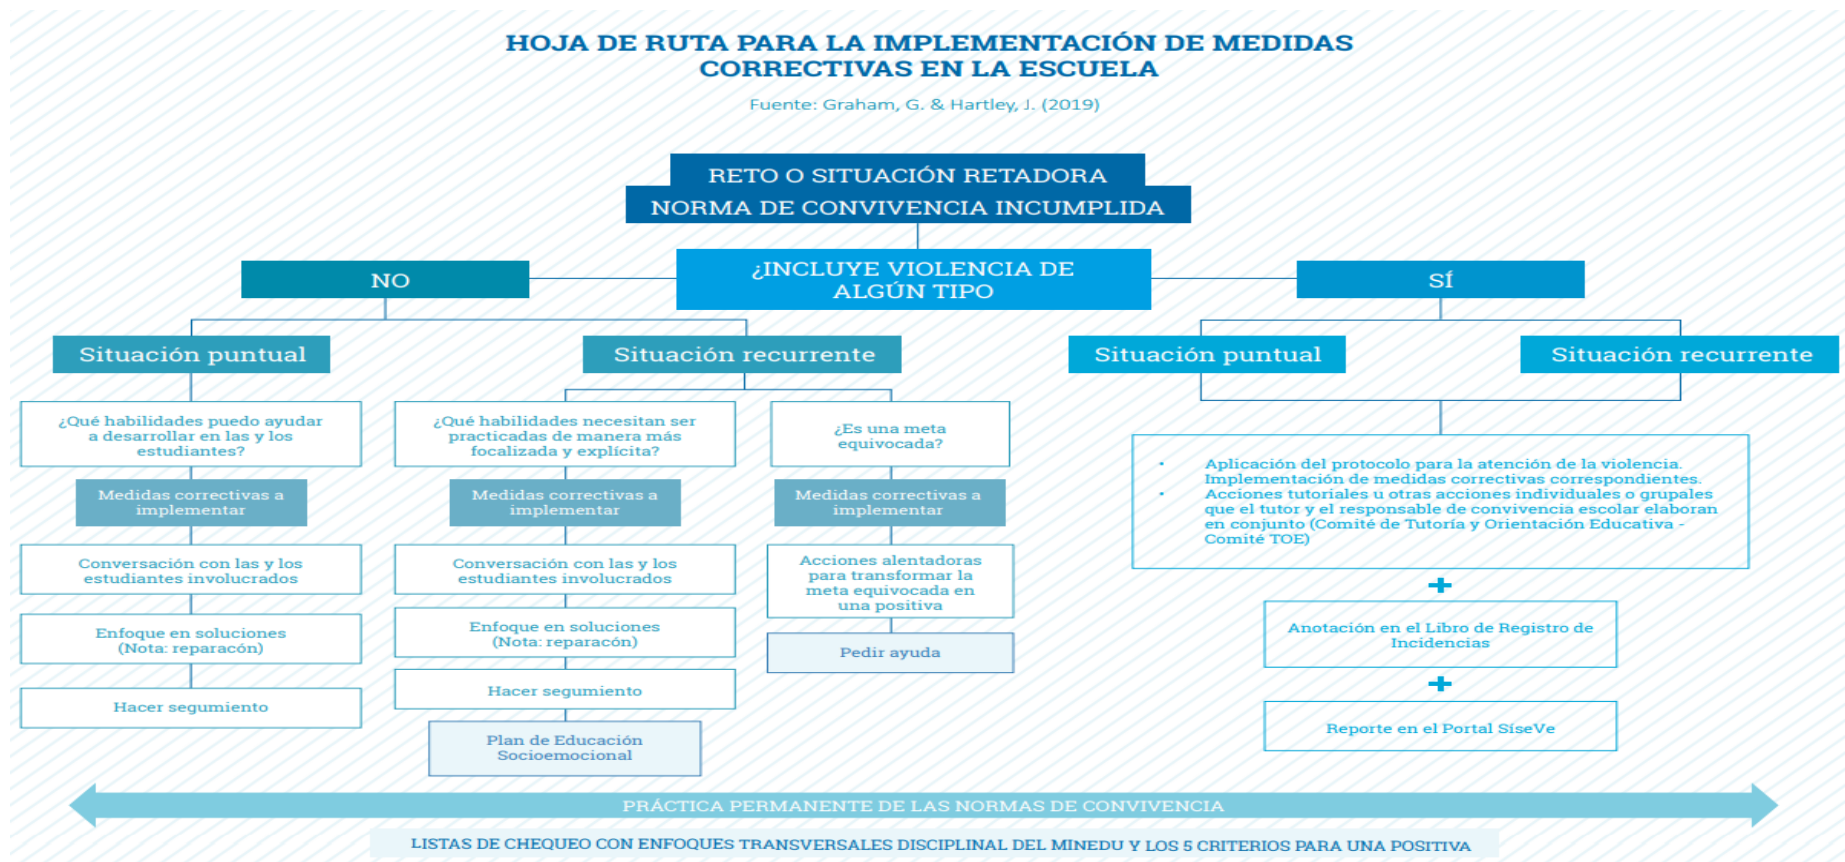 HOJA DE RUTA PARA LA IMPLEMENTACIÓN DE MEDIDAS
CORRECTIVAS EN LA ESCUELA
Fuente: Graham, G. & Hartley, J. (2019)
RETO O SITUACIÓN RETADORA
NORMA DE CONVIVENCIA INCUMPLIDA
¿INCLUYE VIOLENCIA DE
ALGÚN TIPO
NO
SÍ
Situación puntual
Situación recurrente
Situación puntual
Situación recurrente
¿Qué habilidades puedo ayudar
a desarrollar en las y los
estudiantes?
Medidas correctivas a
implementar
Conversación con las y los
estudiantes involucrados
Enfoque en soluciones
(Nota: reparacón)
Hacer segumiento
¿Qué habilidades necesitan ser
practicadas de manera más
focalizada y explícita?
Medidas correctivas a
implementar
Conversación con las y los
estudiantes involucrados
Enfoque en soluciones
(Nota: reparacón)
Hacer segumiento
Plan de Educación
Socioemocional
¿Es una meta
equivocada?
Medidas correctivas a
implementar
Acciones alentadoras
para transformar la
meta equivocada en
una positiva
Pedir ayuda
• Aplicación del protocolo para la atención de la violencia.
Implementación de medidas correctivas correspondientes.
• Acciones tutoriales u otras acciones individuales o grupales
que el tutor y el responsable de convivencia escolar elaboran
en conjunto (Comité de Tutoría y Orientación Educativa -
Comité TOE)
+
Anotación en el Libro de Registro de
Incidencias
+
Reporte en el Portal SíseVe
PRÁCTICA PERMANENTE DE LAS NORMAS DE CONVIVENCIA
LISTAS DE CHEQUEO CON ENFOQUES TRANSVERSALES DISCIPLINAL DEL MINEDU Y LOS 5 CRITERIOS PARA UNA POSITIVA